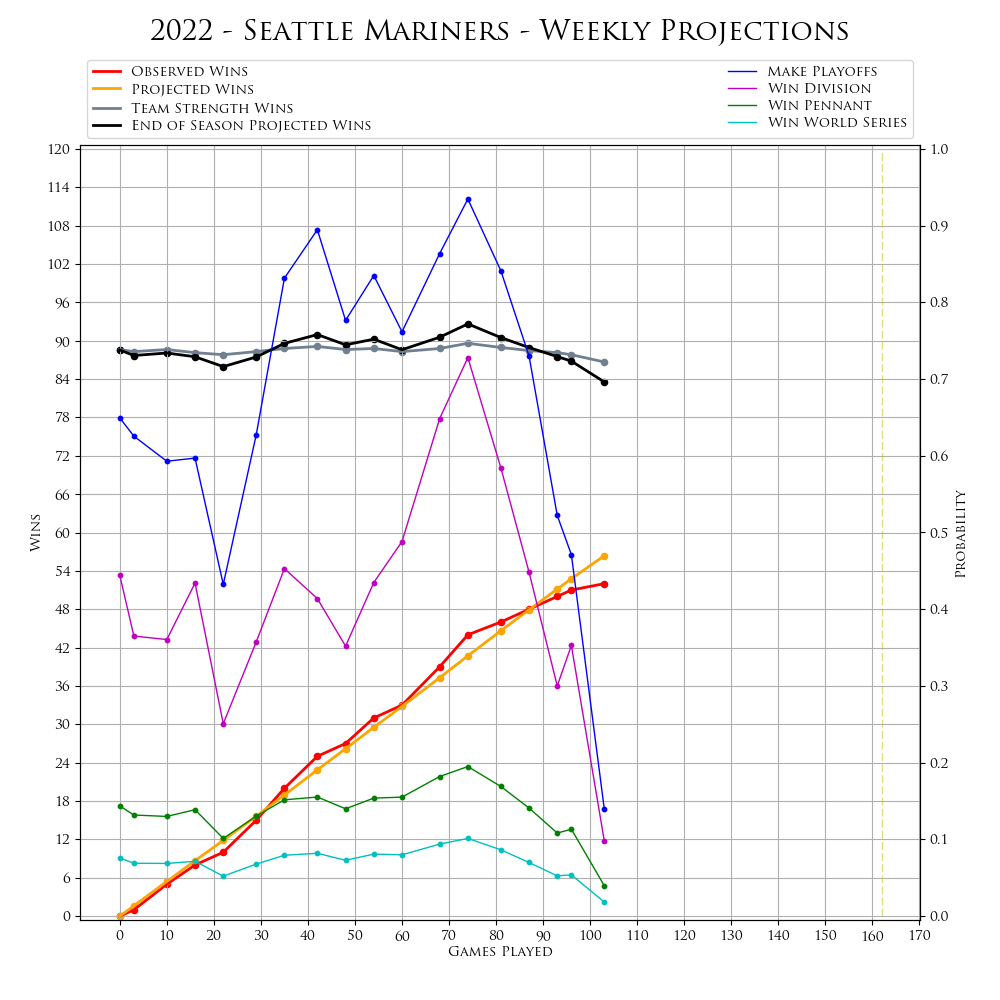 2022 - Seattle Mariners - Weekly Projections
Observed Wins
Projected Wins
Team Strength Wins
End of Season Projected Wins
Make Playoffs
Win Division
Win Pennant
Win World Series
120
114
108
102
96
90
84
78
72
66
60
54
48
42
36
30
24
18
12
6
0
Wins
1.0
0.9
0.8
0.7
0.6
0.5
0.4
0.3
0.2
0.1
0.0
Probability
0 10 20 30 40 50 60 70 80 90 100 110 120 130 140 150 160 170
Games Played